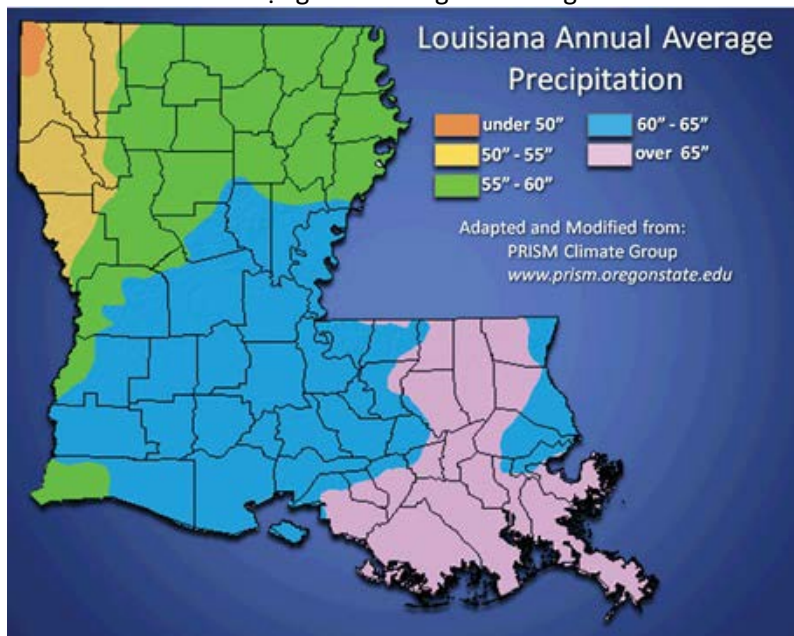 Louisiana Annual Average
Precipitation
under 50”
60” - 65”
50” - 55”
over 65”
55” - 60”
Adapted and Modified from:
PRISM Climate Group
www.prism.oregonstate.edu